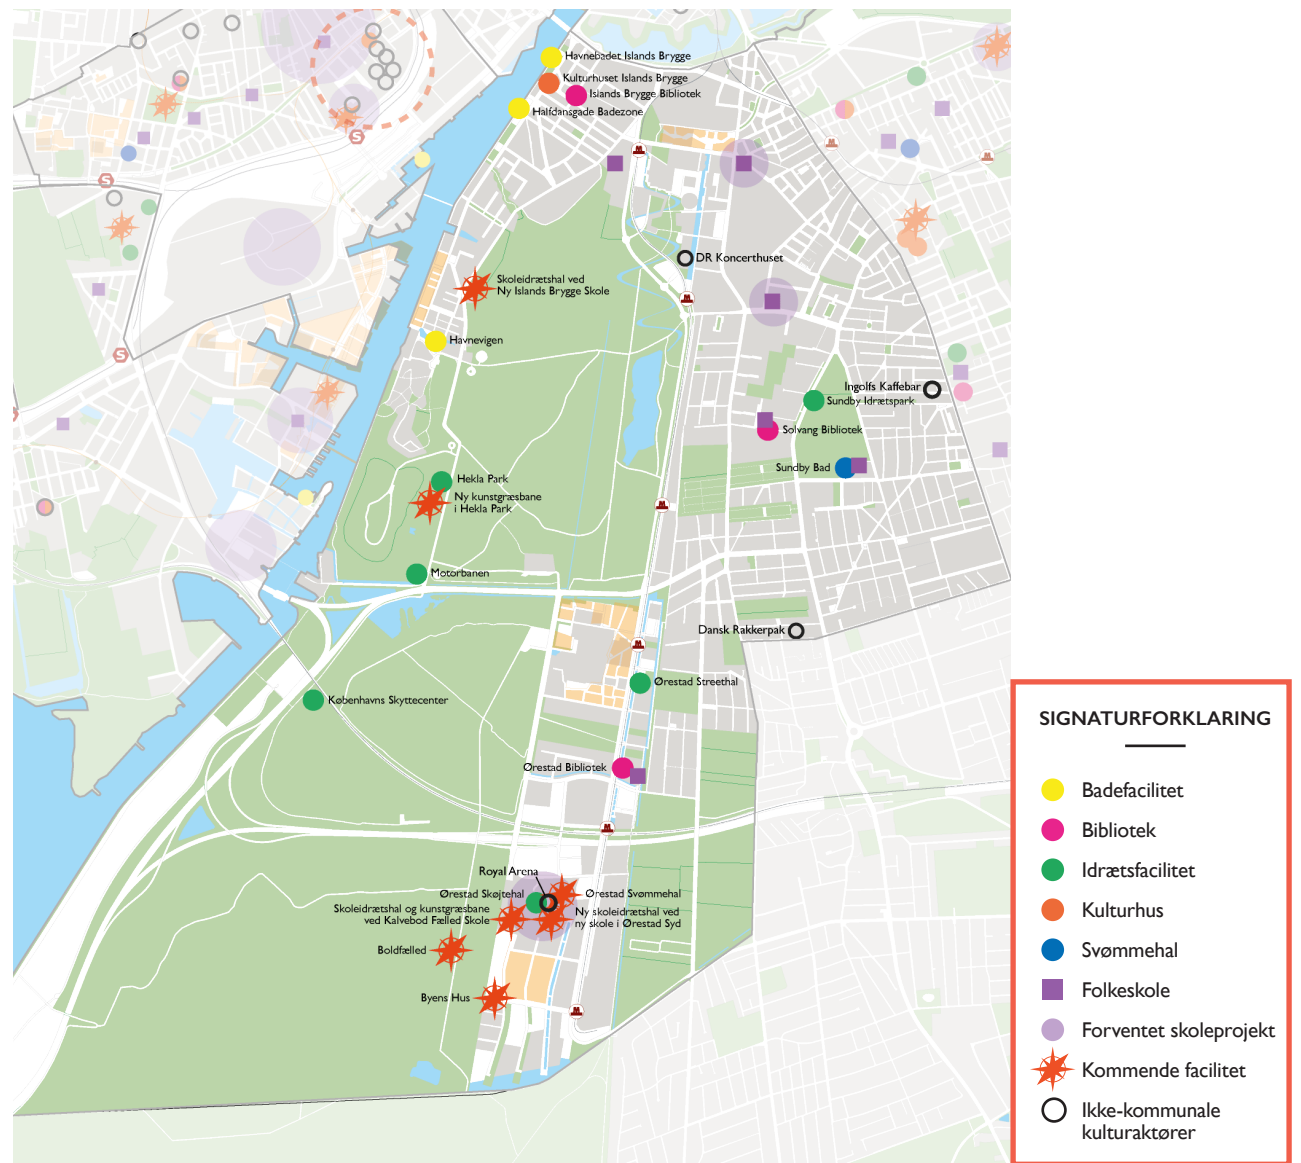 Havnebadet Islands Brygge
Kulturhuset Islands Brygge
Islands Brygge Bibliotek
Halfdansgade Badezone
S
S
DR Koncerthuset
Skoleidrætshal ved
Ny Islands Brygge Skole
Havnevigen
S
Ingolfs Kaffebar
Sundby Idrætspark
Solvang Bibliotek
Sundby Bad
Hekla Park
Ny kunstgræsbane
i Hekla Park
Motorbanen
Dansk Rakkerpak
Ørestad Streethal
Københavns Skyttecenter
Ørestad Bibliotek
Royal Arena
Ørestad Skøjtehal
Ørestad Svømmehal
Skoleidrætshal og kunstgræsbane
ved Kalvebod Fælled Skole
Ny skoleidrætshal ved
ny skole i Ørestad Syd
Boldfælled
Byens Hus
SIGNATURFORKLARING
Badefacilitet
Bibliotek
Idrætsfacilitet
Kulturhus
Svømmehal
Folkeskole
Forventet skoleprojekt
Kommende facilitet
Ikke-kommunale
kulturaktører